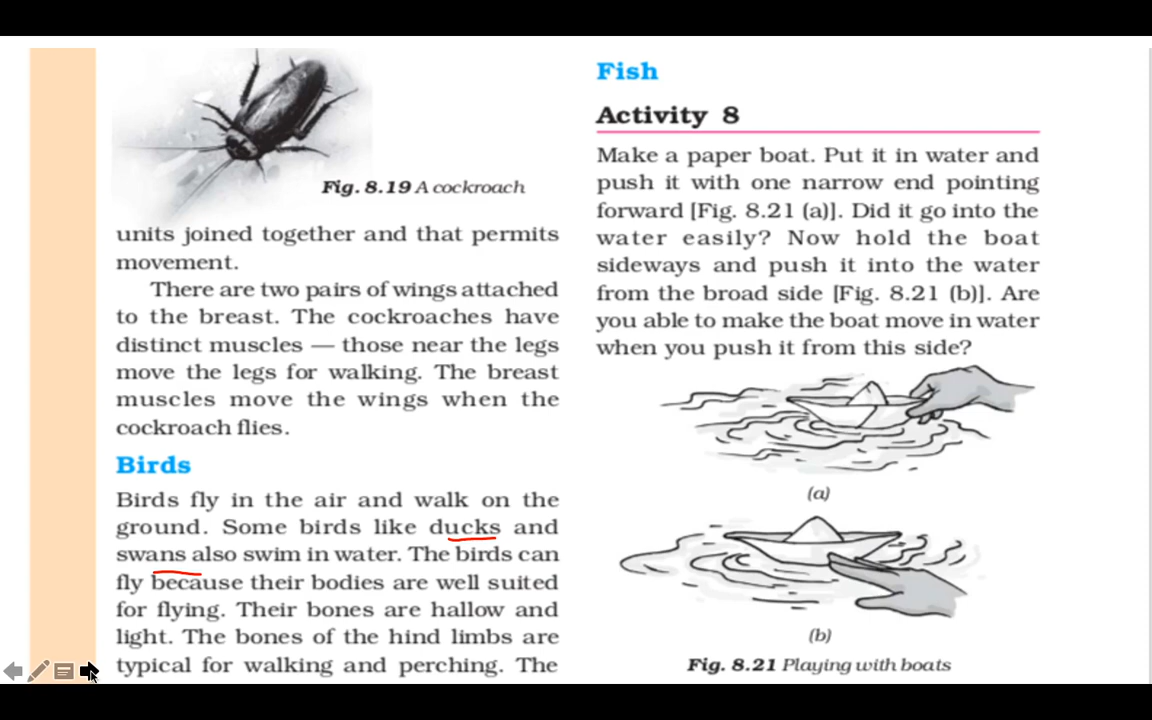 Fig. 8.19 A cockroach
units joined together and that permits
movement.
There are two pairs of wings attached
to the breast. The cockroaches have
distinct muscles — those near the legs
move the legs for walking. The breast
muscles move the wings when the
cockroach flies.
Birds
Birds fly in the air and walk on the
ground. Some birds like ducks and
swans also swim in water. The birds can
fly because their bodies are well suited
for flying. Their bones are hallow and
light. The bones of the hind limbs are
typical for walking and perching. The
Fish
Activity 8
Make a paper boat. Put it in water and
push it with one narrow end pointing
forward [Fig. 8.21 (a)]. Did it go into the
water easily? Now hold the boat
sideways and push it into the water
from the broad side [Fig. 8.21 (b)]. Are
you able to make the boat move in water
when you push it from this side?
(a)
(b)
Fig. 8.21 Playing with boats